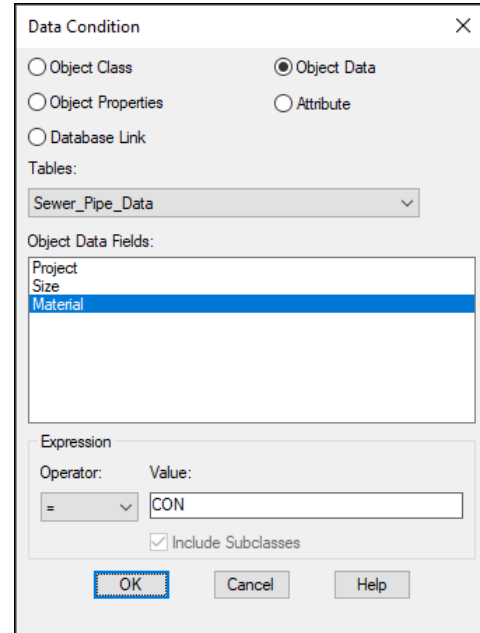 Data Condition
Object Class
Object Data
Object Properties
Attribute
Database Link
Tables:
Sewer_Pipe_Data
Object Data Fields:
Project
Size
Material
Expression
Operator: Value:
= CON
Include Subclasses
OK Cancel Help